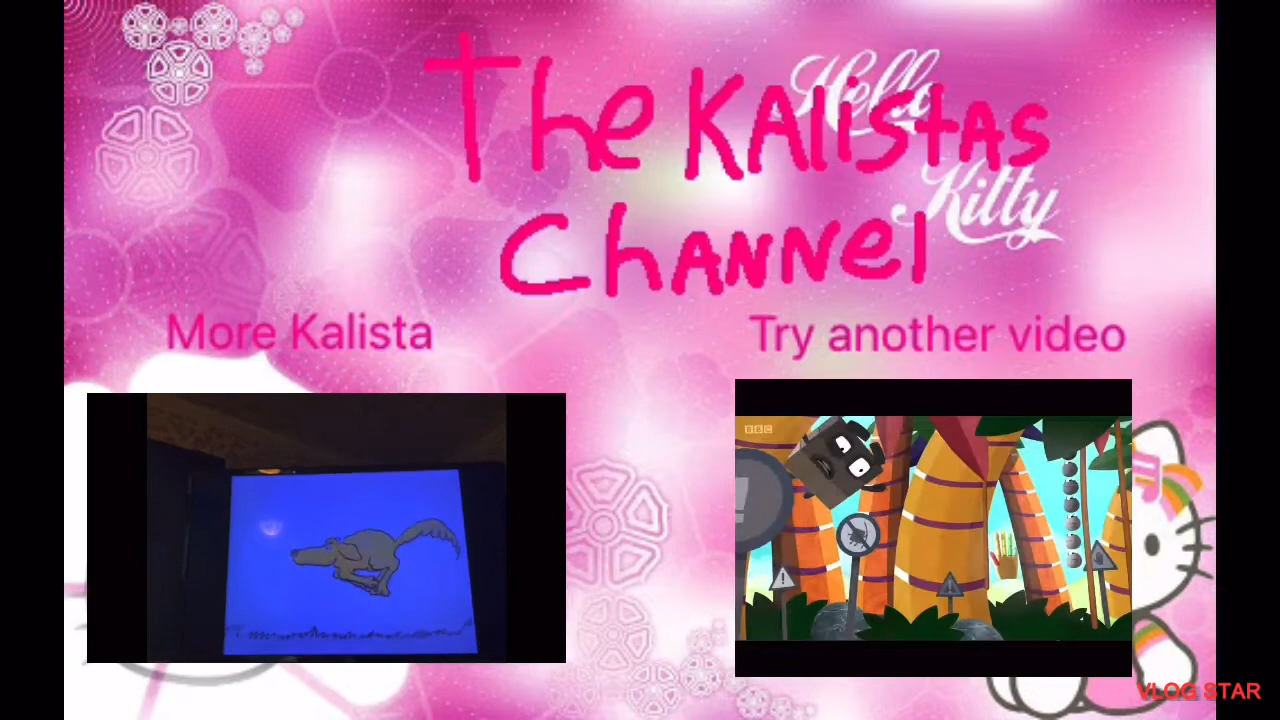 Hello
The KAlistAs
Kitty
ChANNel
More Kalista
Try another video
BBC
!
!
VLOG STAR